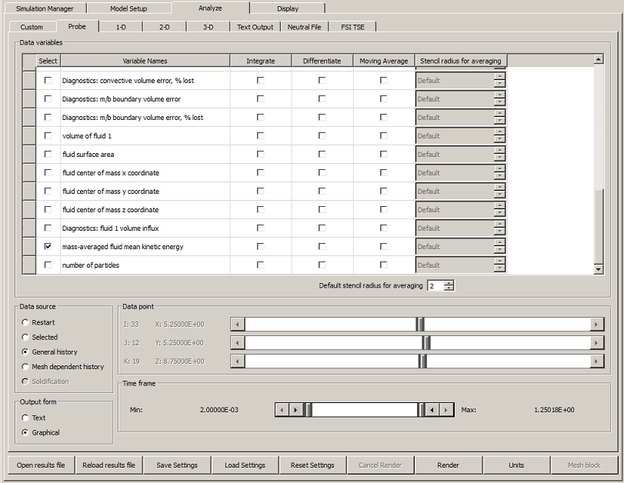 Simulation Manager Model Setup Analyze Display
Custom Probe 1-D 2-D 3-D Text Output Neutral File FSI TSE
Data variables
Select Variable Names Integrate Differentiate Moving Average Stencil radius for averaging
Default
Diagnostics: convective volume error, % lost Default
Diagnostics: m/b boundary volume error Default
Diagnostics: m/b boundary volume error, % lost Default
volume of fluid 1 Default
fluid surface area Default
fluid center of mass x coordinate Default
fluid center of mass y coordinate Default
fluid center of mass z coordinate Default
Diagnostics: fluid 1 volume influx Default
mass-averaged fluid mean kinetic energy Default
number of particles Default
Default stencil radius for averaging 2
Data source
Restart
Selected
General history
Mesh dependent history
Solidification
Output form
Text
Graphical
Data point
I: 33 X: 5.25000E+00
J: 12 Y: 5.25000E+00
K: 19 Z: 8.75000E+00
Time frame
Min: 2.00000E-03 Max: 1.25018E+00
Open results file Reload results file Save Settings Load Settings Reset Settings Cancel Render Render Units Mesh block